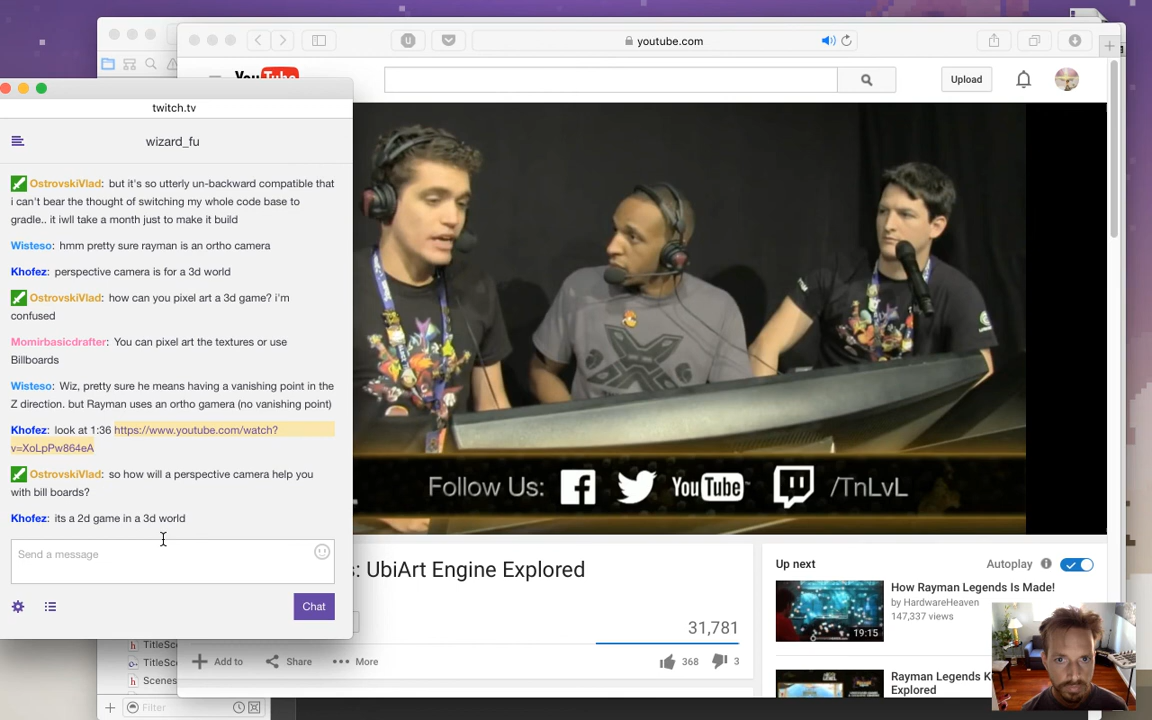 youtube.com
You Tube
Upload
twitch.tv
wizard_fu
OstrovskiVlad: but it's so utterly un-backward compatible that
i can't bear the thought of switching my whole code base to
gradle.. it iwll take a month just to make it build
Wisteso: hmm pretty sure rayman is an ortho camera
Khofez: perspective camera is for a 3d world
OstrovskiVlad: how can you pixel art a 3d game? i'm
confused
Momirbasicdrafter: You can pixel art the textures or use
Billboards
Wisteso: Wiz, pretty sure he means having a vanishing point in the
Z direction. but Rayman uses an ortho gamera (no vanishing point)
Khofez: look at 1:36 https://www.youtube.com/watch?
v=XoLpPw864eA
OstrovskiVlad: so how will a perspective camera help you
with bill boards?
Khofez: its a 2d game in a 3d world
Send a message
Chat
Follow Us: f You Tube /TnLvL
: UbiArt Engine Explored
31,781
Add to
Share
More
368
3
Up next
Autoplay
How Rayman Legends Is Made!
by HardwareHeaven
147,337 views
19:15
Rayman Legends
Explored
TitleSc
TitleSc
Scenes
Filter